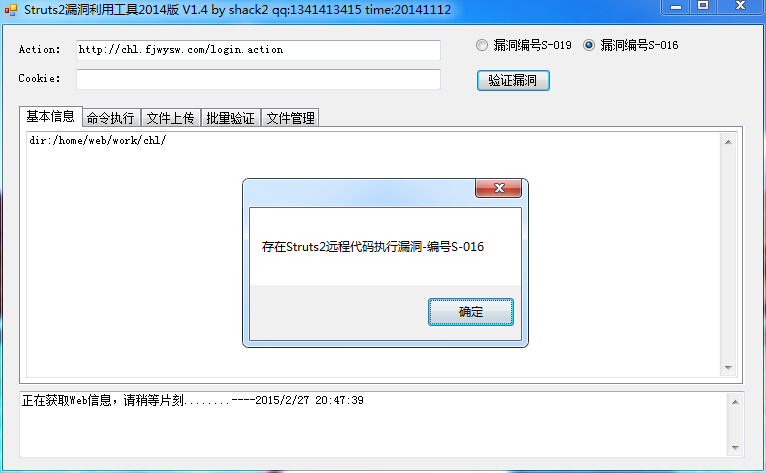 Struts2漏洞利用工具2014版 V1.4 by shack2 qq:1341413415 time:20141112
Action: http://chl.fjwysw.com/login.action 漏洞编号S-019 漏洞编号S-016
Cookie: 验证漏洞
基本信息 命令执行 文件上传 批量验证 文件管理
dir:/home/web/work/chl/
存在Struts2远程代码执行漏洞-编号S-016
确定
正在获取Web信息，请稍等片刻........----2015/2/27 20:47:39